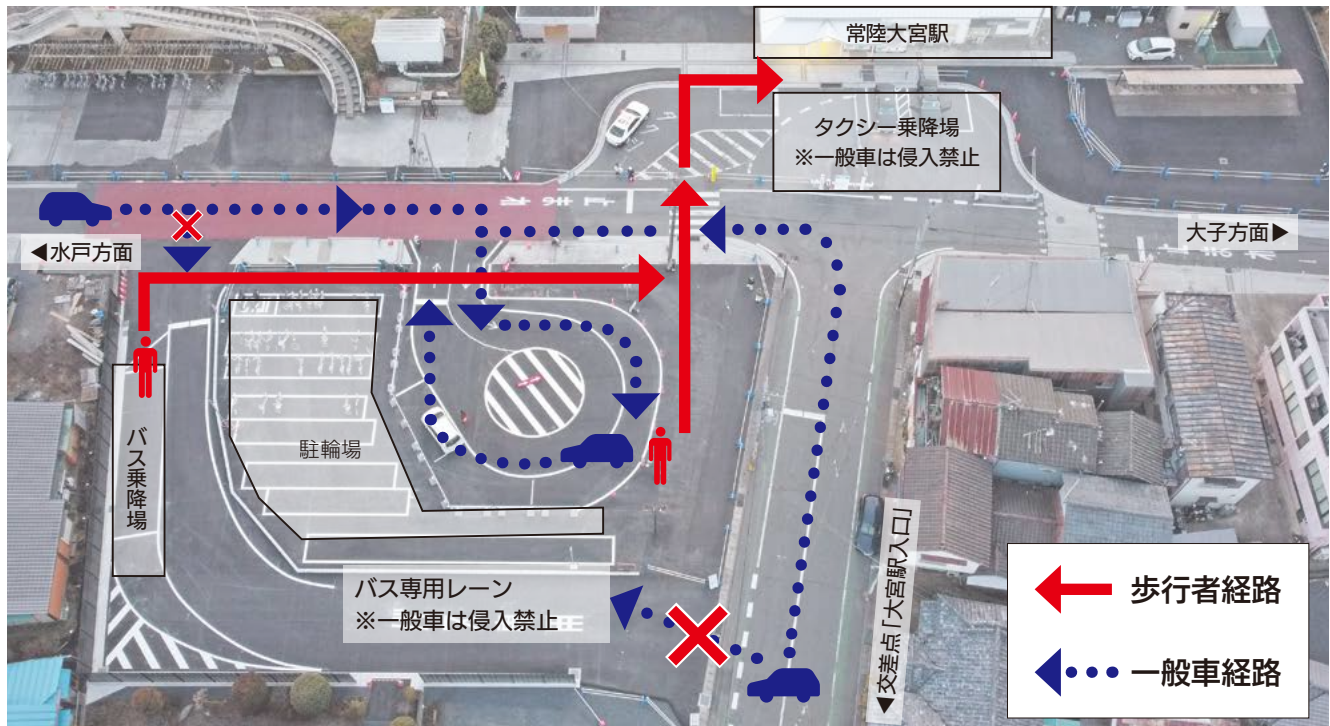 常陸大宮駅
タクシー乗降場
※一般車は侵入禁止
◀水戸方面
大子方面▶
バス乗降場
駐輪場
バス専用レーン
※一般車は侵入禁止
◀交差点「大宮駅入口」
歩行者経路
一般車経路